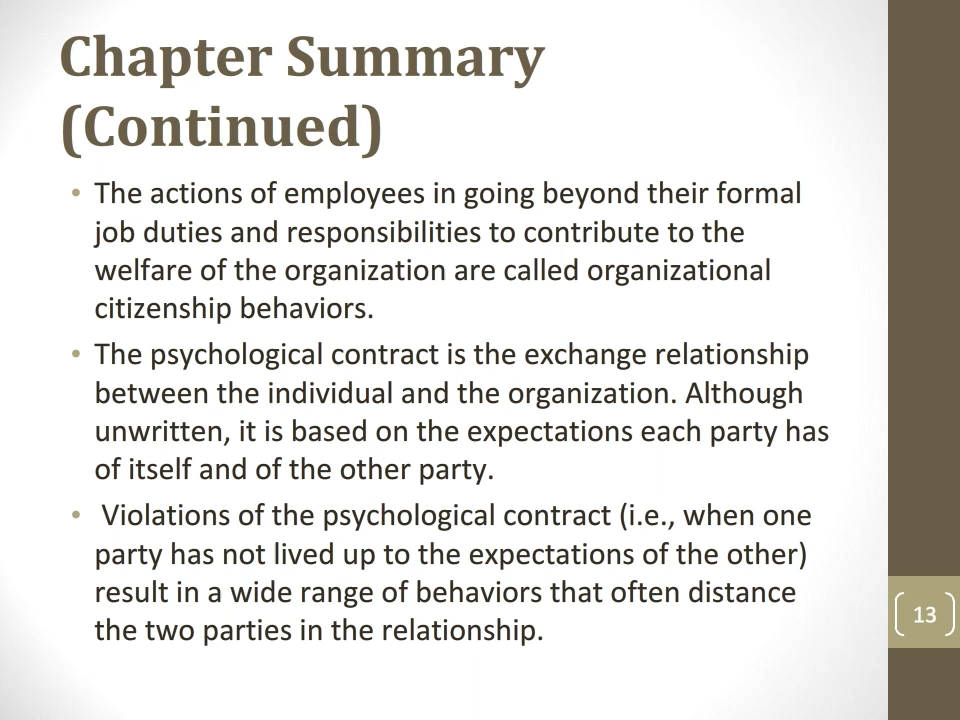 Chapter Summary
(Continued)
• The actions of employees in going beyond their formal
job duties and responsibilities to contribute to the
welfare of the organization are called organizational
citizenship behaviors.
• The psychological contract is the exchange relationship
between the individual and the organization. Although
unwritten, it is based on the expectations each party has
of itself and of the other party.
• Violations of the psychological contract (i.e., when one
party has not lived up to the expectations of the other)
result in a wide range of behaviors that often distance
the two parties in the relationship.
13